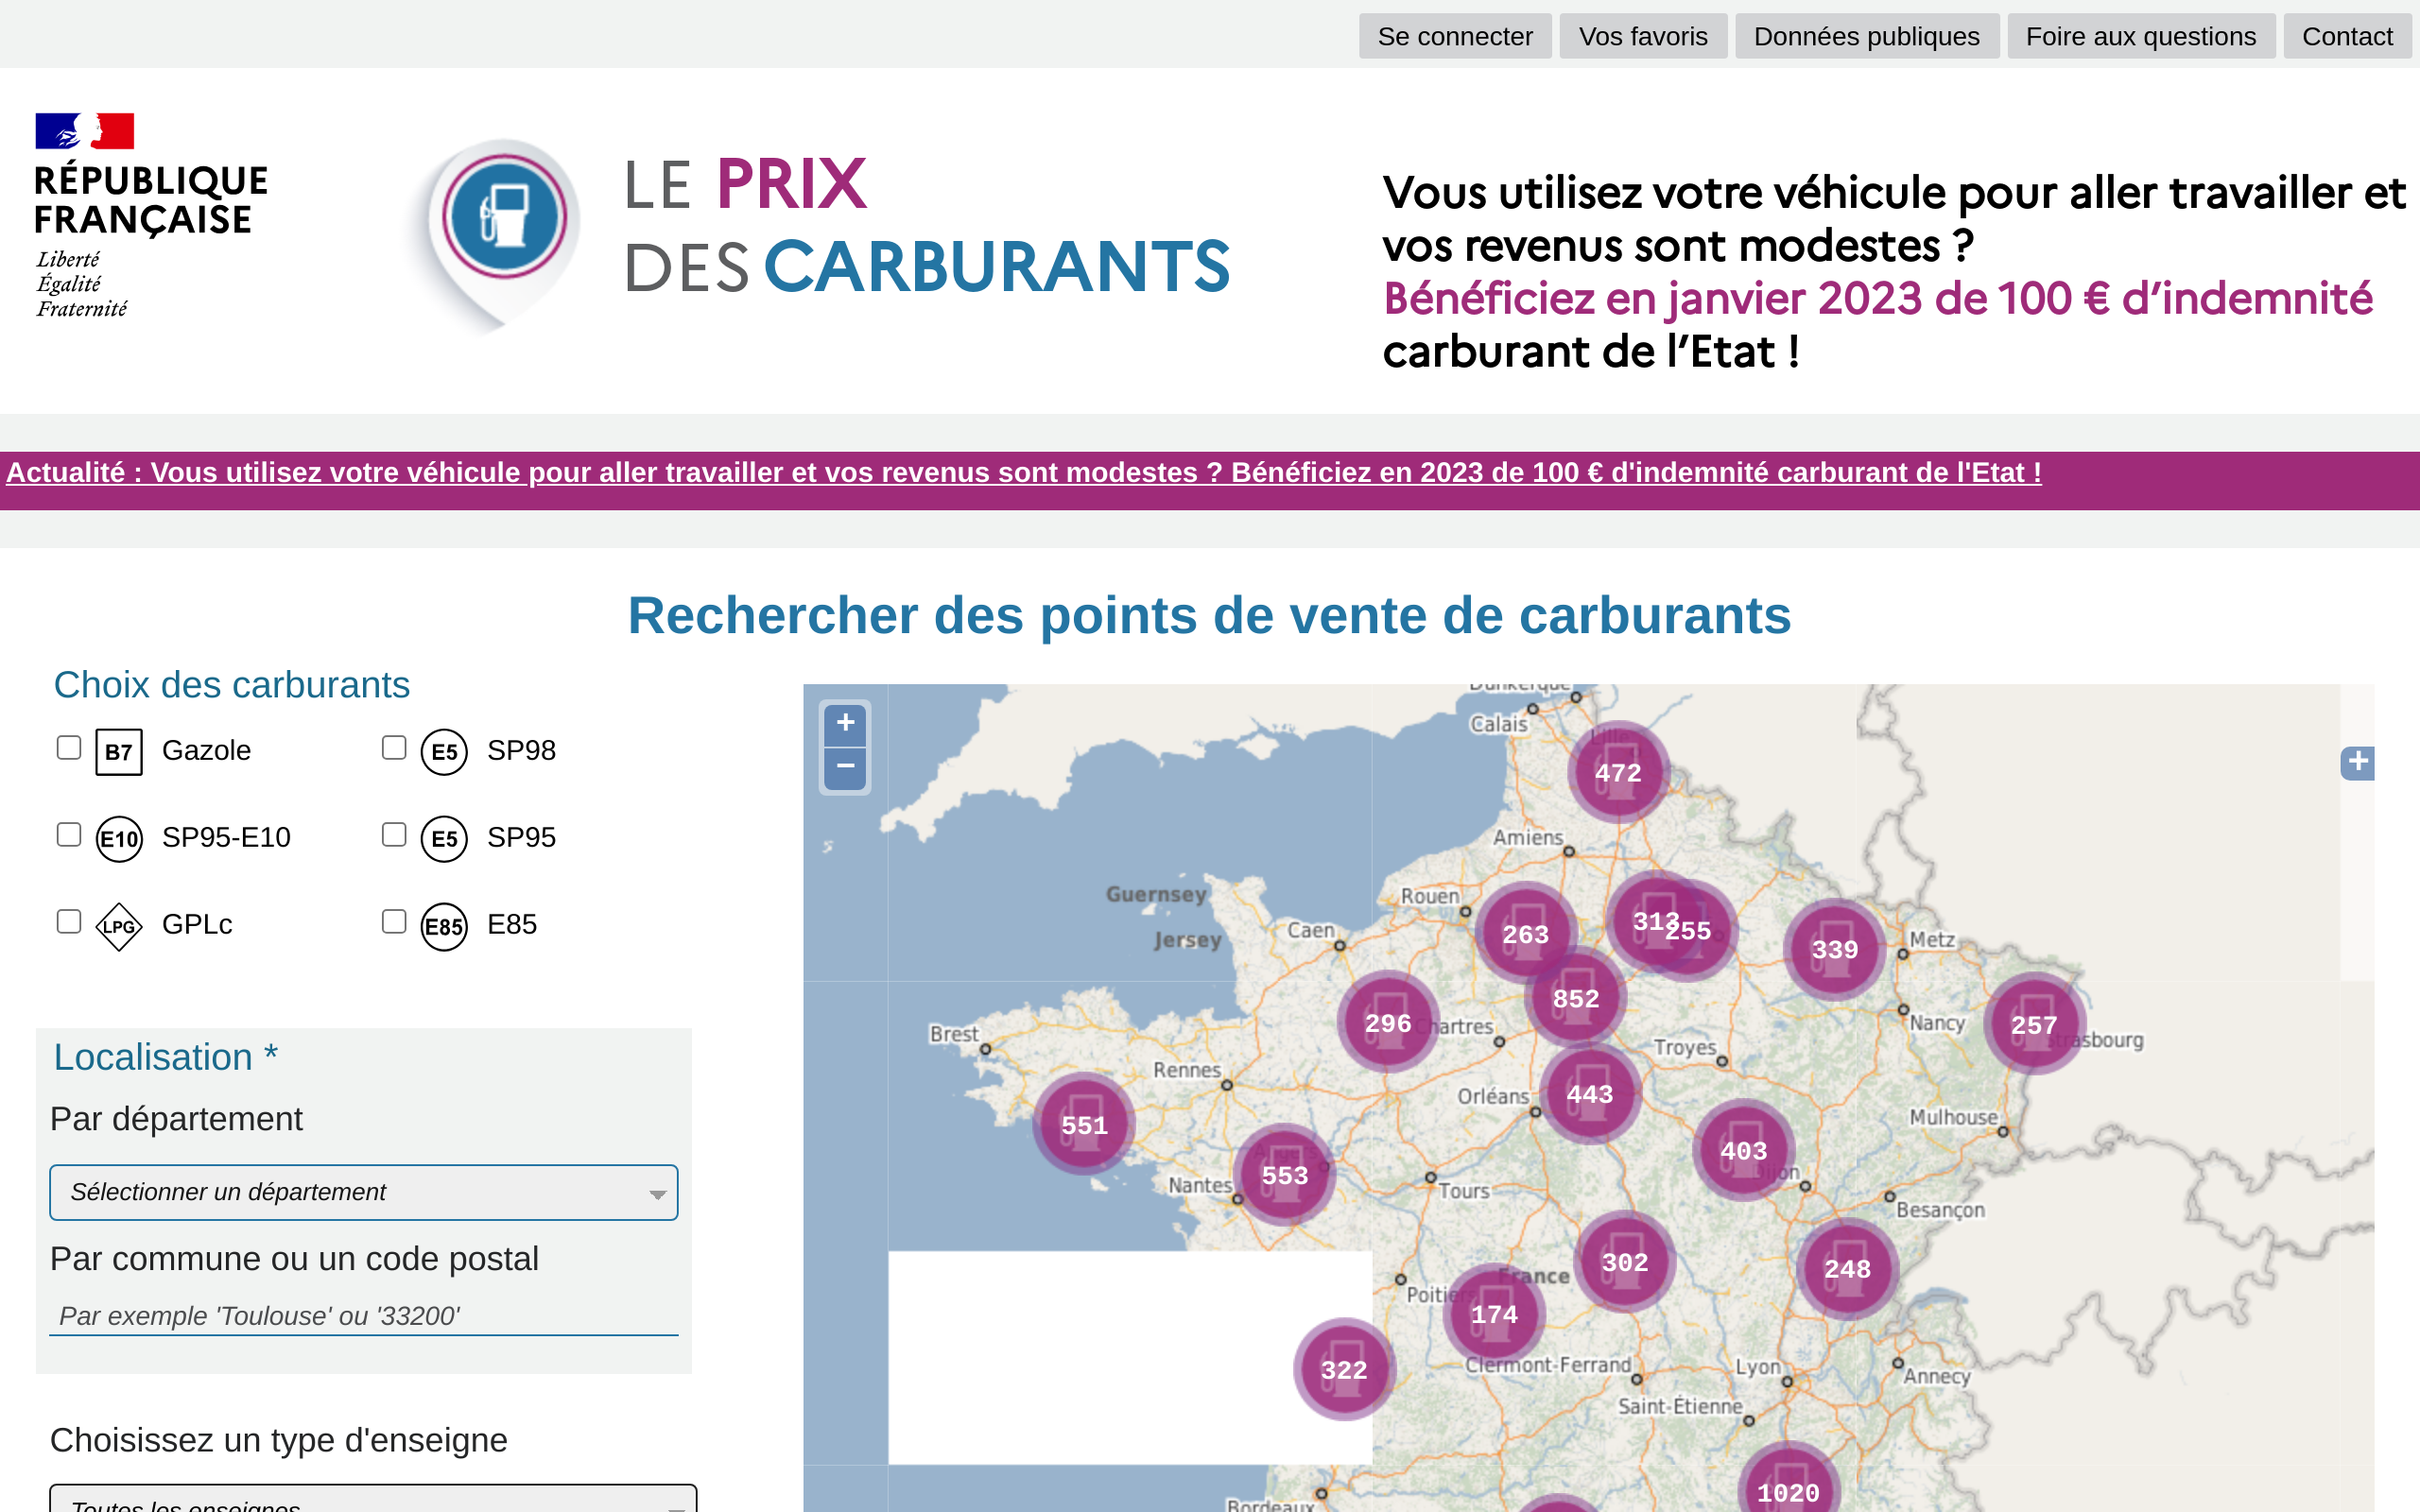 Se connecter
Vos favoris
Données publiques
Foire aux questions
Contact
RÉPUBLIQUE
FRANÇAISE
Liberté
Égalité
Fraternité
LE PRIX
DES CARBURANTS
Vous utilisez votre véhicule pour aller travailler et
vos revenus sont modestes ?
Bénéficiez en janvier 2023 de 100 € d’indemnité
carburant de l’Etat !
Actualité : Vous utilisez votre véhicule pour aller travailler et vos revenus sont modestes ? Bénéficiez en 2023 de 100 € d'indemnité carburant de l'Etat !
Rechercher des points de vente de carburants
Choix des carburants
B7 Gazole
E5 SP98
E10 SP95-E10
E5 SP95
LPG GPLc
E85 E85
Localisation *
Par département
Sélectionner un département
Par commune ou un code postal
Par exemple 'Toulouse' ou '33200'
Choisissez un type d'enseigne
Toutes les enseignes
+
−
+
Dunkerque
Calais
Lille
472
Amiens
Guernsey
Rouen
Jersey
Caen
263
313
255
339
Metz
852
296
Chartres
Nancy
257
Strasbourg
Brest
Troyes
Rennes
Orléans
443
551
Mulhouse
403
Dijon
Angers
553
Nantes
Tours
Besançon
302
248
France
Poitiers
174
322
Clermont-Ferrand
Lyon
Annecy
Saint-Étienne
1020
Bordeaux